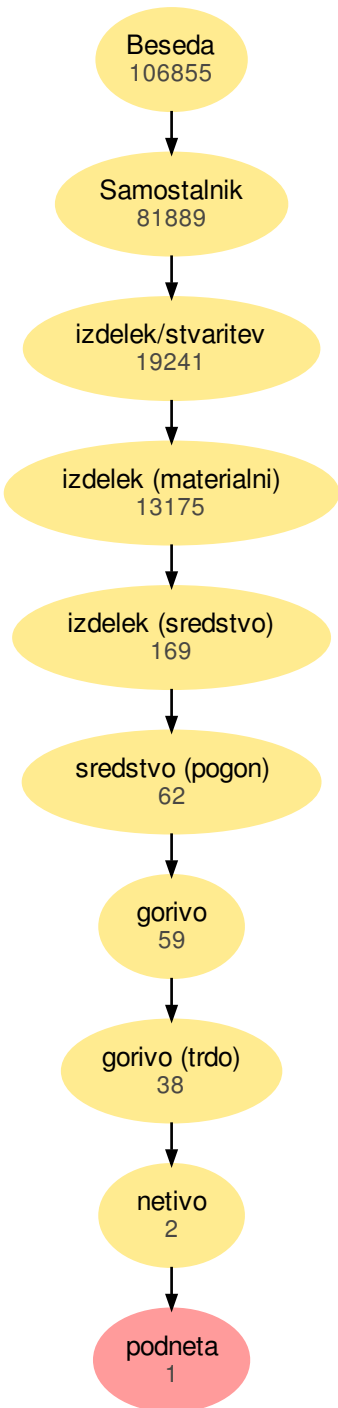 Beseda
106855
Samostalnik
81889
izdelek/stvaritev
19241
izdelek (materialni)
13175
izdelek (sredstvo)
169
sredstvo (pogon)
62
gorivo
59
gorivo (trdo)
38
netivo
2
podneta
1